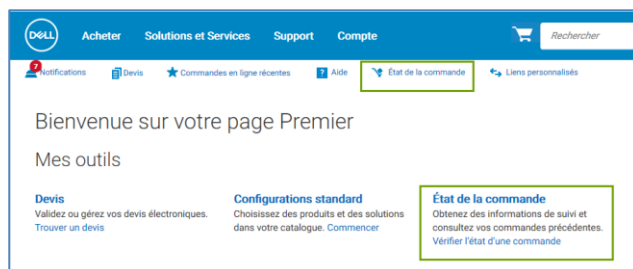 DELL Acheter Solutions et Services Support Compte Rechercher
7
Notifications Devis Commandes en ligne récentes ? Aide État de la commande Liens personnalisés
Bienvenue sur votre page Premier
Mes outils
Devis
Validez ou gérez vos devis électroniques.
Trouver un devis
Configurations standard
Choisissez des produits et des solutions
dans votre catalogue. Commencer
État de la commande
Obtenez des informations de suivi et
consultez vos commandes précédentes.
Vérifier l'état d'une commande